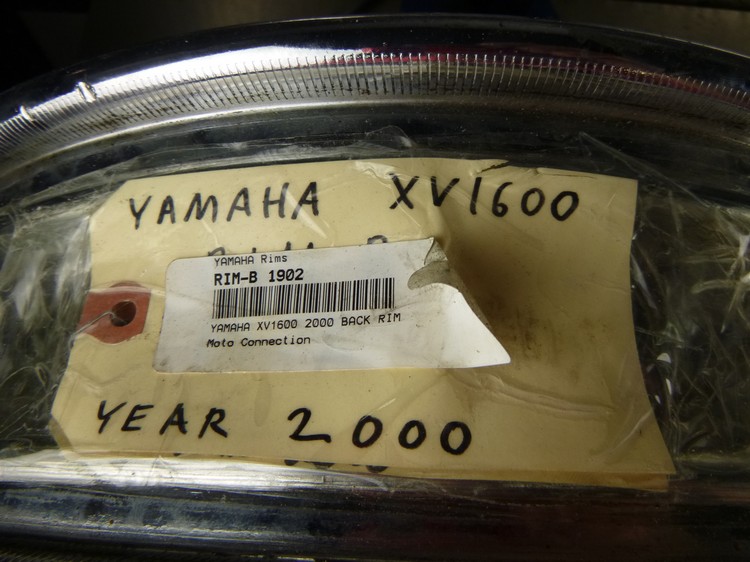 YAMAHA XV1600
YAMAHA Rims
RIM-B 1902
YAMAHA XV1600 2000 BACK RIM
Moto Connection
YEAR 2000